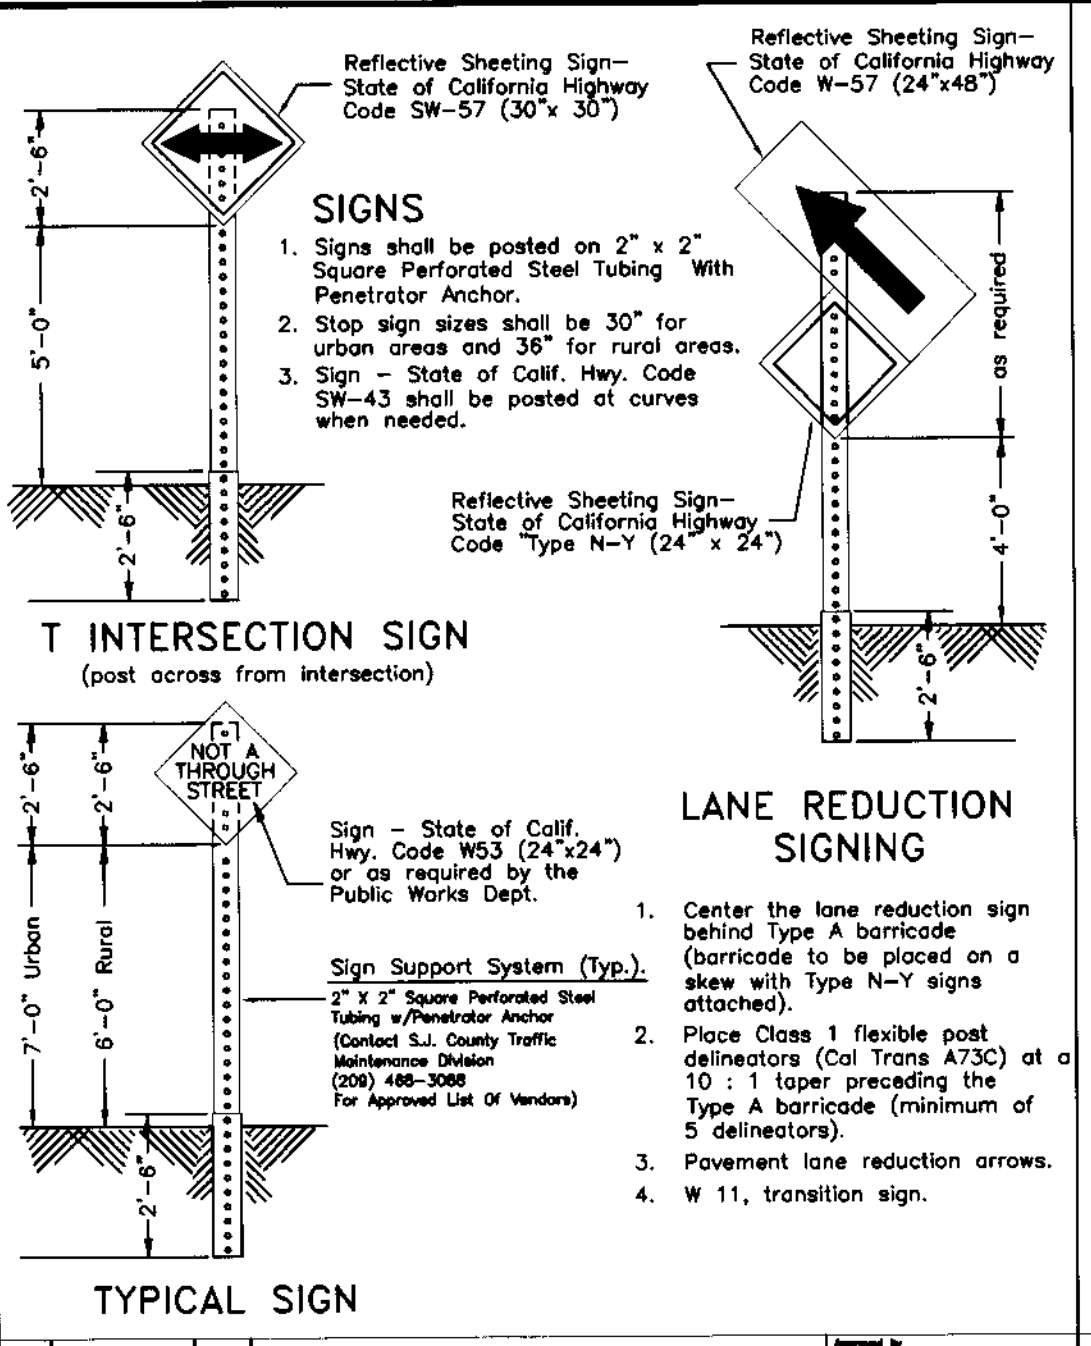 Reflective Sheeting Sign–
State of California Highway
Code SW–57 (30"x 30")
Reflective Sheeting Sign–
State of California Highway
Code W–57 (24"x48")
2'–6"
5'–0"
2'–6"
SIGNS
1. Signs shall be posted on 2" x 2"
Square Perforated Steel Tubing With
Penetrator Anchor.
2. Stop sign sizes shall be 30" for
urban areas and 36" for rural areas.
3. Sign – State of Calif. Hwy. Code
SW–43 shall be posted at curves
when needed.
as required
4'–0"
2'–6"
Reflective Sheeting Sign–
State of California Highway
Code "Type N–Y (24" x 24")
T INTERSECTION SIGN
(post across from intersection)
2'–6"
2'–6"
7'–0" Urban
6'–0" Rural
2'–6"
NOT A
THROUGH
STREET
Sign – State of Calif.
Hwy. Code W53 (24"x24")
or as required by the
Public Works Dept.
Sign Support System (Typ.).
2" X 2" Square Perforated Steel
Tubing w/Penetrator Anchor
(Contact S.J. County Traffic
Maintenance Division
(209)
For Approved List Of Vendors)
TYPICAL SIGN
LANE REDUCTION
SIGNING
1. Center the lane reduction sign
behind Type A barricade
(barricade to be placed on a
skew with Type N–Y signs
attached).
2. Place Class 1 flexible post
delineators (Cal Trans A73C) at a
10 : 1 taper preceding the
Type A barricade (minimum of
5 delineators).
3. Pavement lane reduction arrows.
4. W 11, transition sign.